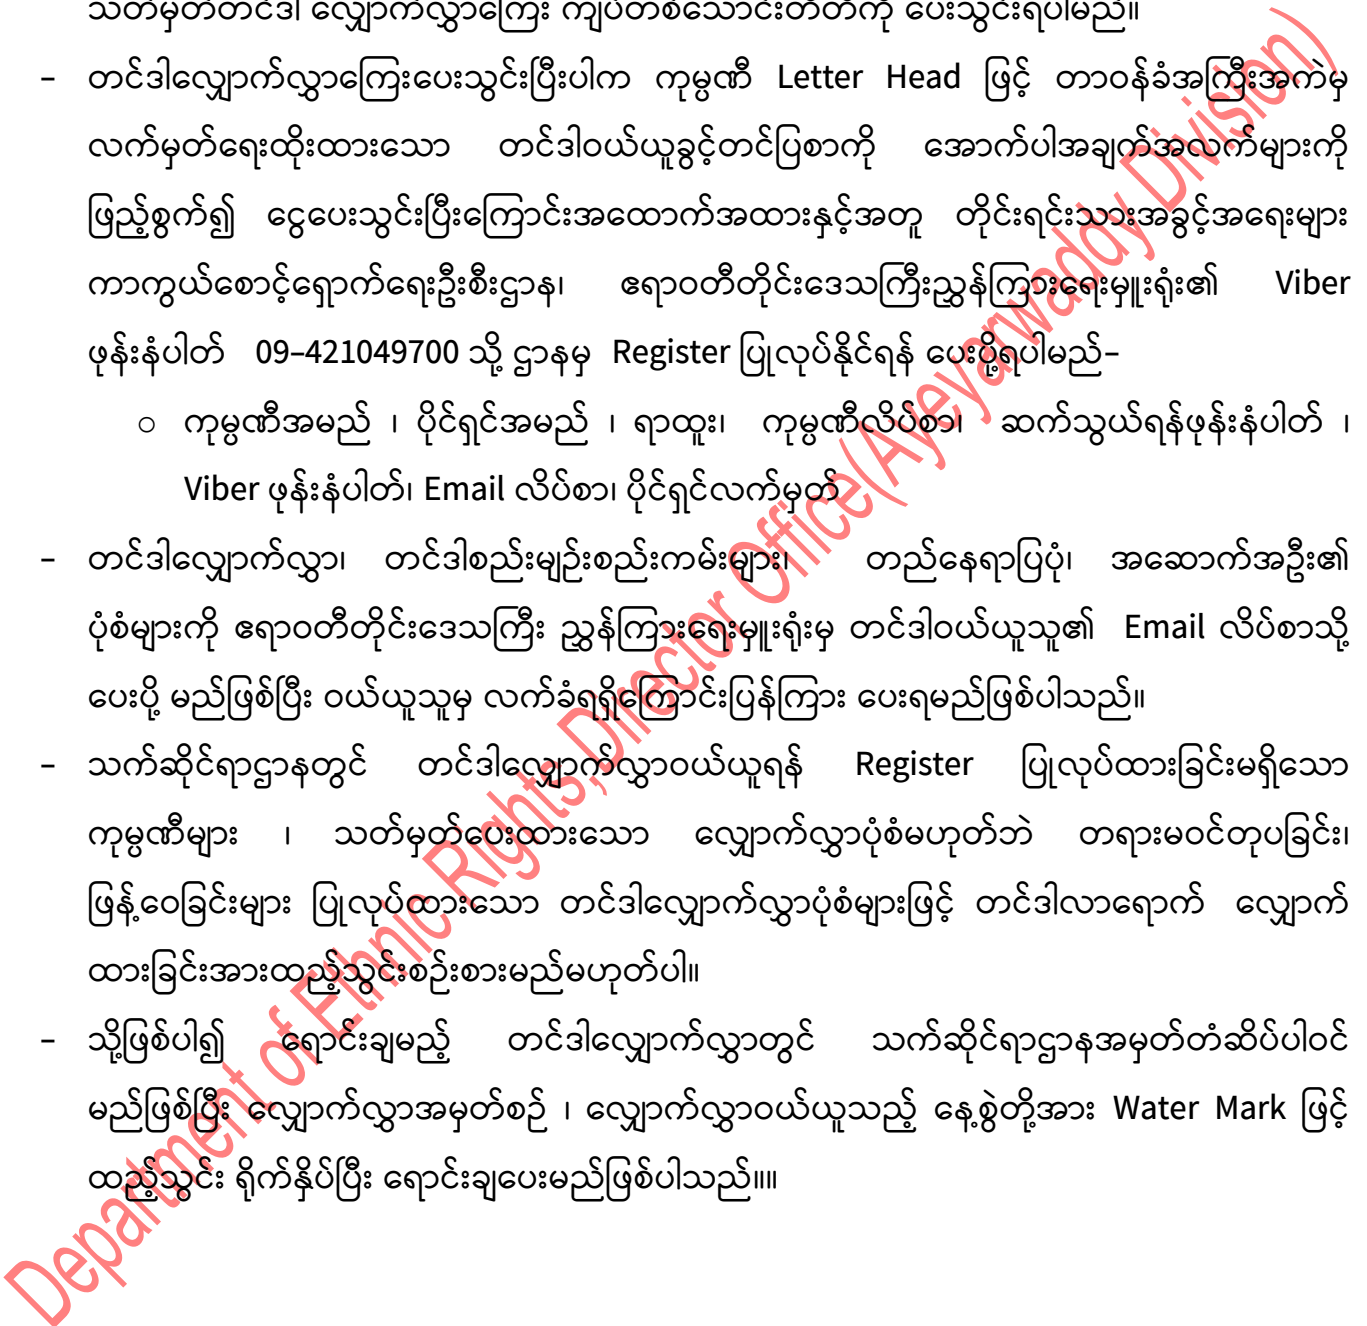 သတ်မှတ်တင်ဒါ လျှောက်လွှာကြေး ကျပ်တစ်သောင်းတိတိကို ပေးသွင်းရပါမည်။
- တင်ဒါလျှောက်လွှာကြေးပေးသွင်းပြီးပါက ကုမ္ပဏီ Letter Head ဖြင့် တာဝန်ခံအကြီးအကဲမှ
လက်မှတ်ရေးထိုးထားသော တင်ဒါဝယ်ယူခွင့်တင်ပြစာကို အောက်ပါအချက်အလက်များကို
ဖြည့်စွက်၍ ငွေပေးသွင်းပြီးကြောင်းအထောက်အထားနှင့်အတူ တိုင်းရင်းသားအခွင့်အရေးများ
ကာကွယ်စောင့်ရှောက်ရေးဦးစီးဌာန၊ ဧရာဝတီတိုင်းဒေသကြီးညွှန်ကြားရေးမှူးရုံး၏ Viber
ဖုန်းနံပါတ် 09-421049700 သို့ ဌာနမှ Register ပြုလုပ်နိုင်ရန် ပေးပို့ရပါမည်-
○ ကုမ္ပဏီအမည် ၊ ပိုင်ရှင်အမည် ၊ ရာထူး၊ ကုမ္ပဏီလိပ်စာ၊ ဆက်သွယ်ရန်ဖုန်းနံပါတ် ၊
Viber ဖုန်းနံပါတ်၊ Email လိပ်စာ၊ ပိုင်ရှင်လက်မှတ်
- တင်ဒါလျှောက်လွှာ၊ တင်ဒါစည်းမျဉ်းစည်းကမ်းများ၊ တည်နေရာပြပုံ၊ အဆောက်အဦး၏
ပုံစံများကို ဧရာဝတီတိုင်းဒေသကြီး ညွှန်ကြားရေးမှူးရုံးမှ တင်ဒါဝယ်ယူသူ၏ Email လိပ်စာသို့
ပေးပို့ မည်ဖြစ်ပြီး ဝယ်ယူသူမှ လက်ခံရရှိကြောင်းပြန်ကြား ပေးရမည်ဖြစ်ပါသည်။
- သက်ဆိုင်ရာဌာနတွင် တင်ဒါလျှောက်လွှာဝယ်ယူရန် Register ပြုလုပ်ထားခြင်းမရှိသော
ကုမ္ပဏီများ ၊ သတ်မှတ်ပေးထားသော လျှောက်လွှာပုံစံမဟုတ်ဘဲ တရားမဝင်တုပခြင်း၊
ဖြန့်ဝေခြင်းများ ပြုလုပ်ထားသော တင်ဒါလျှောက်လွှာပုံစံများဖြင့် တင်ဒါလာရောက် လျှောက်
ထားခြင်းအားထည့်သွင်းစဉ်းစားမည်မဟုတ်ပါ။
- သို့ဖြစ်ပါ၍ ရောင်းချမည့် တင်ဒါလျှောက်လွှာတွင် သက်ဆိုင်ရာဌာနအမှတ်တံဆိပ်ပါဝင်
မည်ဖြစ်ပြီး လျှောက်လွှာအမှတ်စဉ် ၊ လျှောက်လွှာဝယ်ယူသည့် နေ့စွဲတို့အား Water Mark ဖြင့်
ထည့်သွင်း ရိုက်နှိပ်ပြီး ရောင်းချပေးမည်ဖြစ်ပါသည်။။
Department of Ethnic Rights,Director Office(Ayeyarwaddy Division)